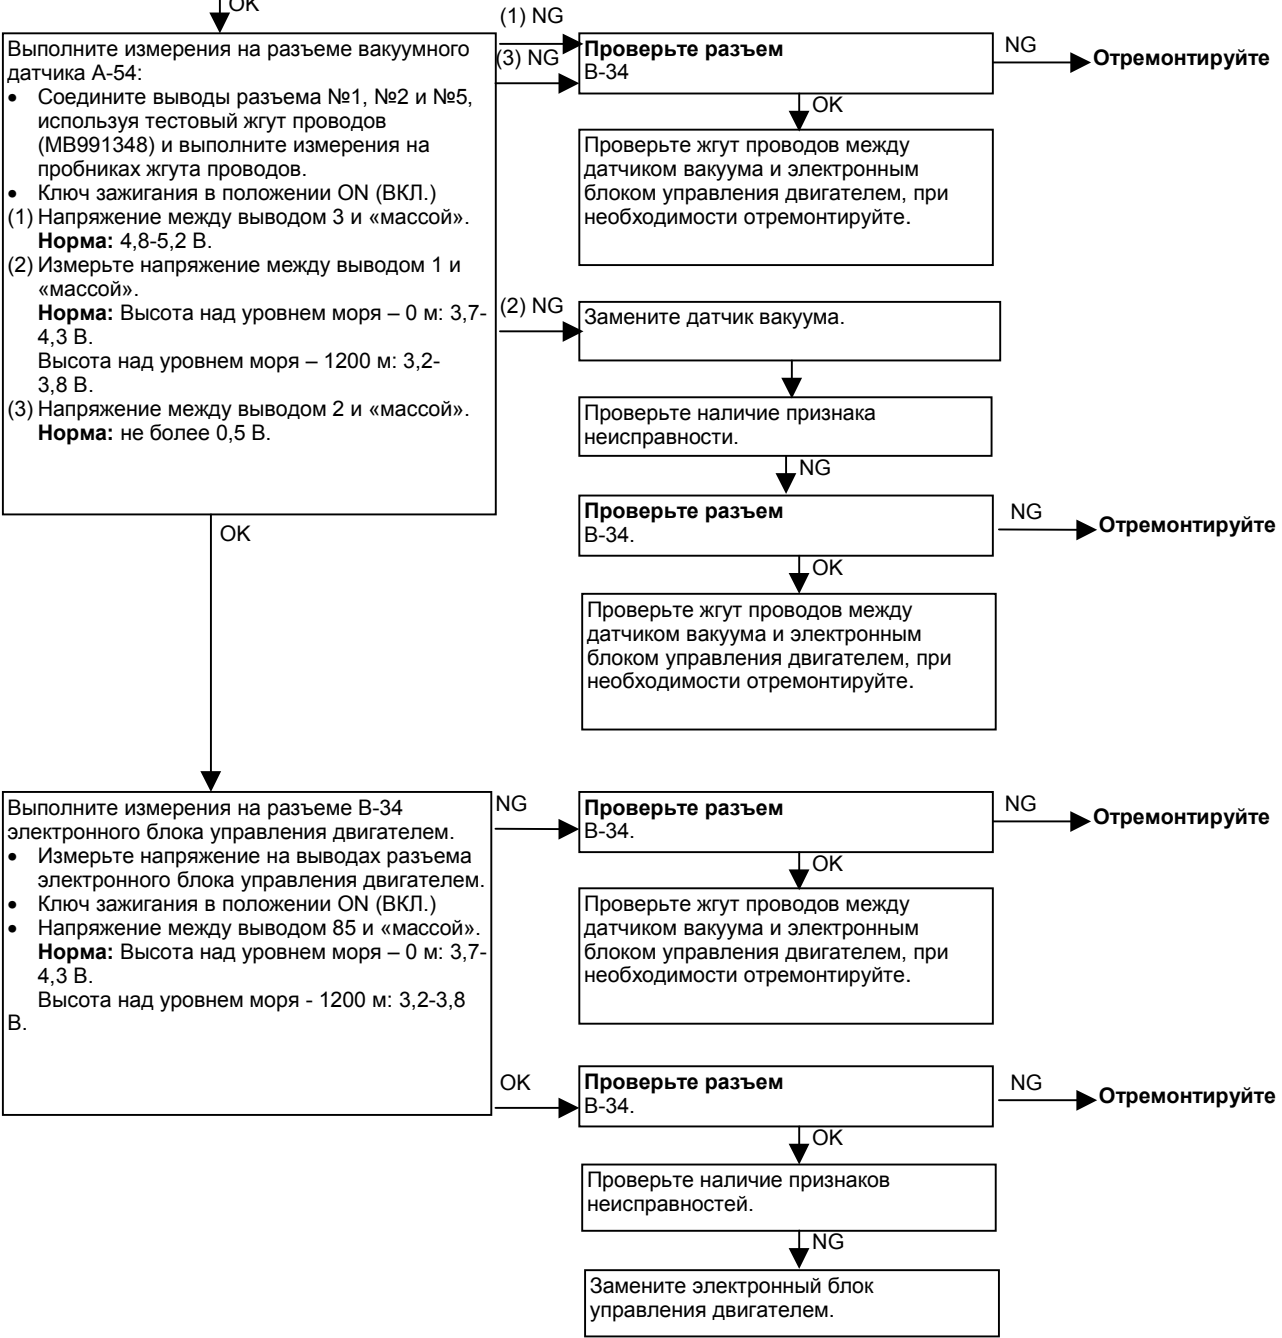 OK
Выполните измерения на разъеме вакуумного
датчика А-54:
• Соедините выводы разъема №1, №2 и №5,
используя тестовый жгут проводов
(MB991348) и выполните измерения на
пробниках жгута проводов.
• Ключ зажигания в положении ON (ВКЛ.)
(1) Напряжение между выводом 3 и «массой».
Норма: 4,8-5,2 В.
(2) Измерьте напряжение между выводом 1 и
«массой».
Норма: Высота над уровнем моря – 0 м: 3,7-
4,3 В.
Высота над уровнем моря – 1200 м: 3,2-
3,8 В.
(3) Напряжение между выводом 2 и «массой».
Норма: не более 0,5 В.
(1) NG
(3) NG
Проверьте разъем
В-34
NG
Отремонтируйте
OK
Проверьте жгут проводов между
датчиком вакуума и электронным
блоком управления двигателем, при
необходимости отремонтируйте.
(2) NG
Замените датчик вакуума.
Проверьте наличие признака
неисправности.
NG
Проверьте разъем
В-34.
NG
Отремонтируйте
OK
Проверьте жгут проводов между
датчиком вакуума и электронным
блоком управления двигателем, при
необходимости отремонтируйте.
OK
Выполните измерения на разъеме В-34
электронного блока управления двигателем.
• Измерьте напряжение на выводах разъема
электронного блока управления двигателем.
• Ключ зажигания в положении ON (ВКЛ.)
• Напряжение между выводом 85 и «массой».
Норма: Высота над уровнем моря – 0 м: 3,7-
4,3 В.
Высота над уровнем моря - 1200 м: 3,2-3,8
В.
NG
Проверьте разъем
В-34.
NG
Отремонтируйте
OK
Проверьте жгут проводов между
датчиком вакуума и электронным
блоком управления двигателем, при
необходимости отремонтируйте.
OK
Проверьте разъем
В-34.
NG
Отремонтируйте
OK
Проверьте наличие признаков
неисправностей.
NG
Замените электронный блок
управления двигателем.